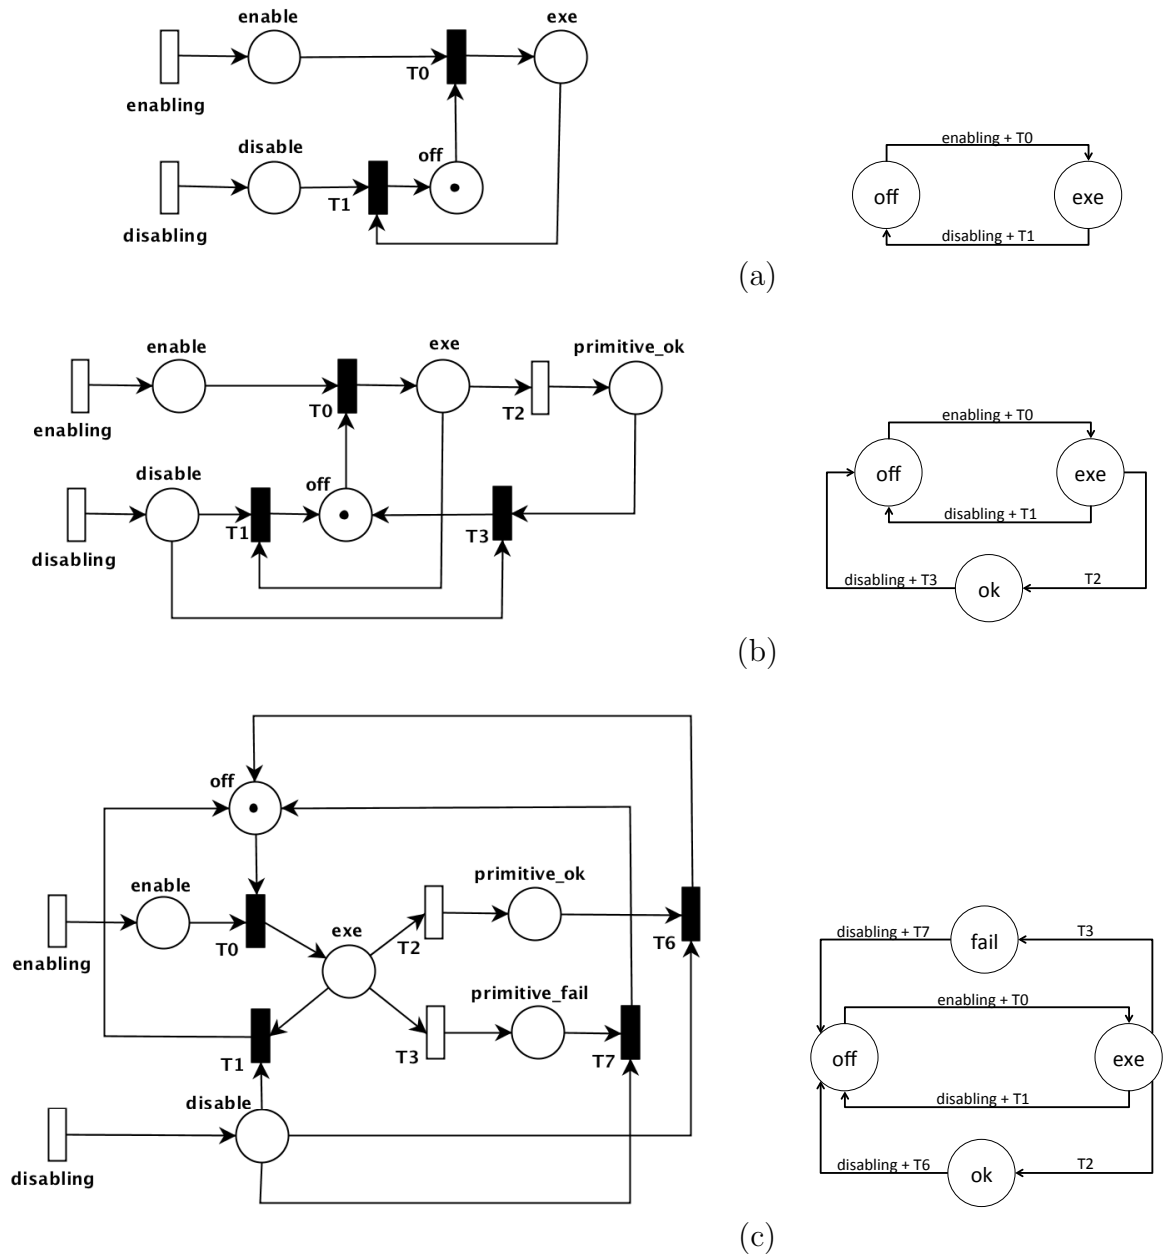 enable
exe
T0
enabling
disable
off
T1
disabling
enabling + T0
off
exe
disabling + T1
(a)
enable
exe
primitive_ok
T0
T2
enabling
disable
off
T1
T3
disabling
enabling + T0
off
exe
disabling + T1
disabling + T3
T2
ok
(b)
off
enable
primitive_ok
exe
T0
T2
T6
enabling
primitive_fail
T1
T3
T7
disable
disabling
disabling + T7
fail
T3
enabling + T0
off
exe
disabling + T1
disabling + T6
ok
T2
(c)